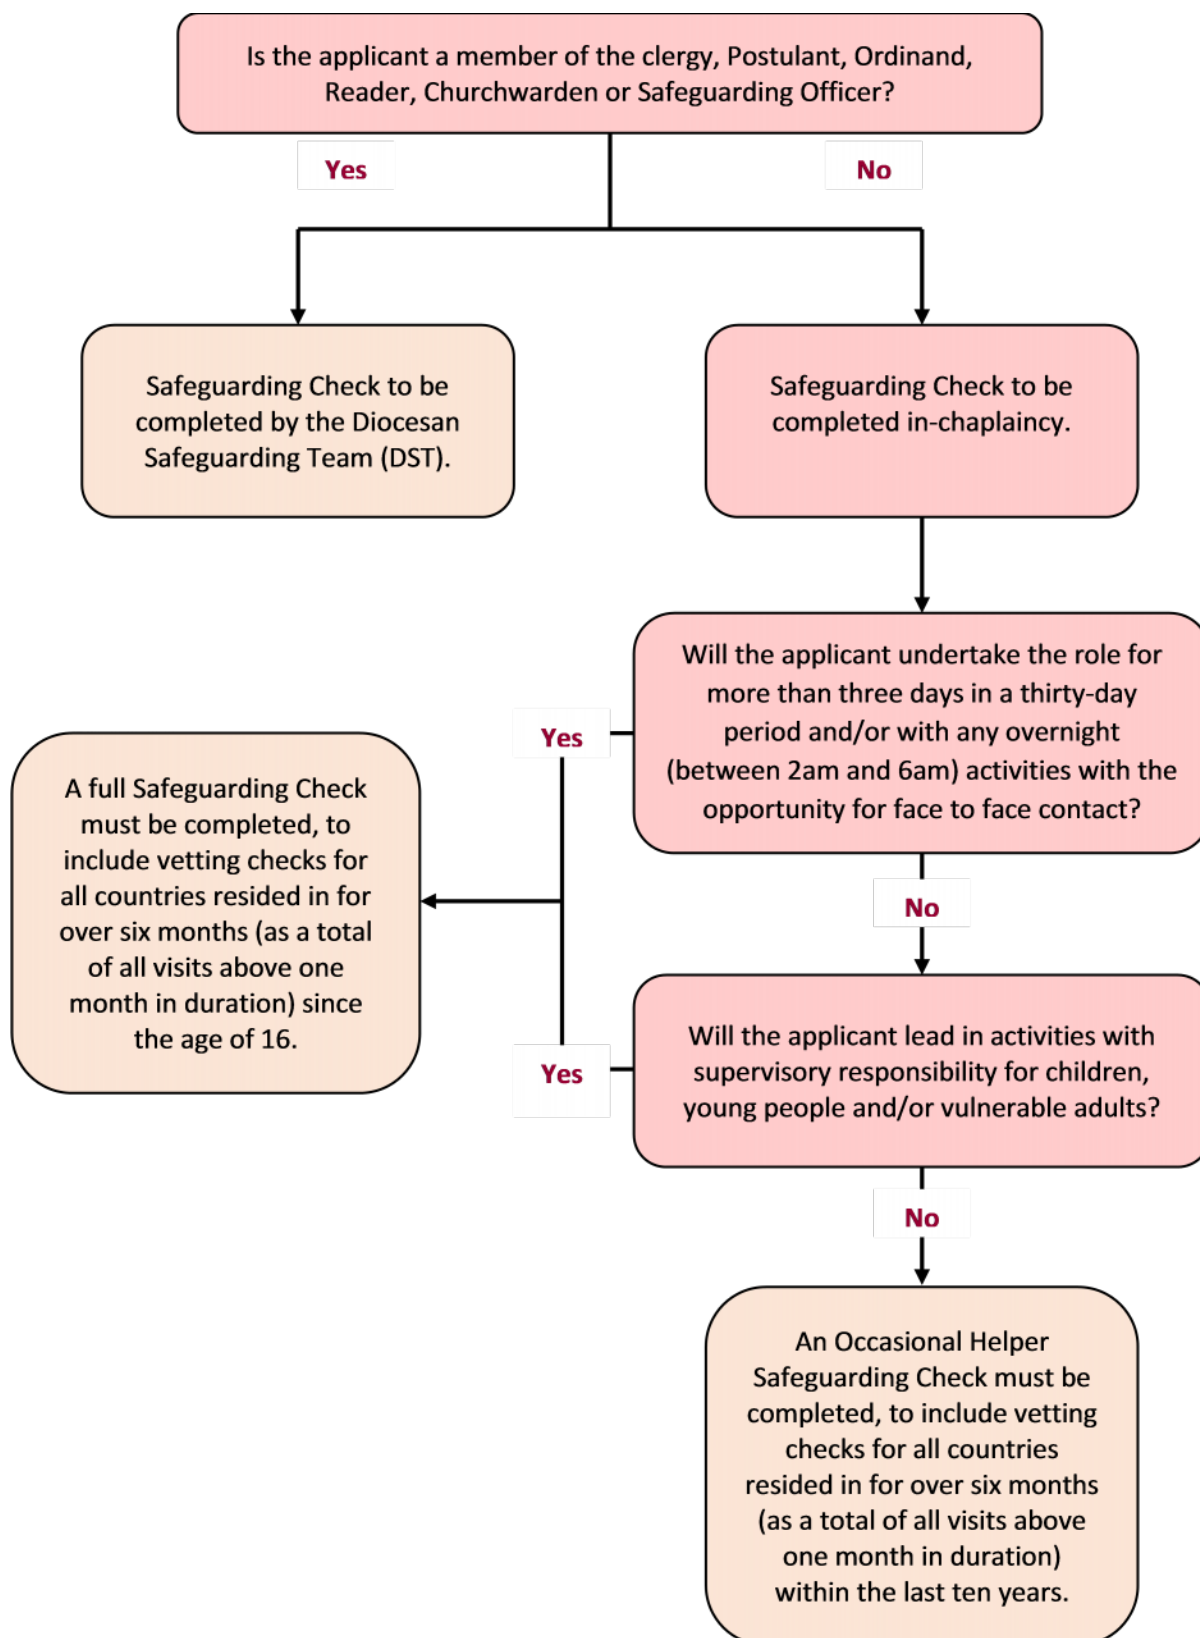 Is the applicant a member of the clergy, Postulant, Ordinand,
Reader, Churchwarden or Safeguarding Officer?
Yes
No
Safeguarding Check to be
completed by the Diocesan
Safeguarding Team (DST).
Safeguarding Check to be
completed in-chaplaincy.
Will the applicant undertake the role for
more than three days in a thirty-day
period and/or with any overnight
(between 2am and 6am) activities with the
opportunity for face to face contact?
Yes
A full Safeguarding Check
must be completed, to
include vetting checks for
all countries resided in for
over six months (as a total
of all visits above one
month in duration) since
the age of 16.
No
Will the applicant lead in activities with
supervisory responsibility for children,
young people and/or vulnerable adults?
Yes
No
An Occasional Helper
Safeguarding Check must be
completed, to include vetting
checks for all countries
resided in for over six months
(as a total of all visits above
one month in duration)
within the last ten years.